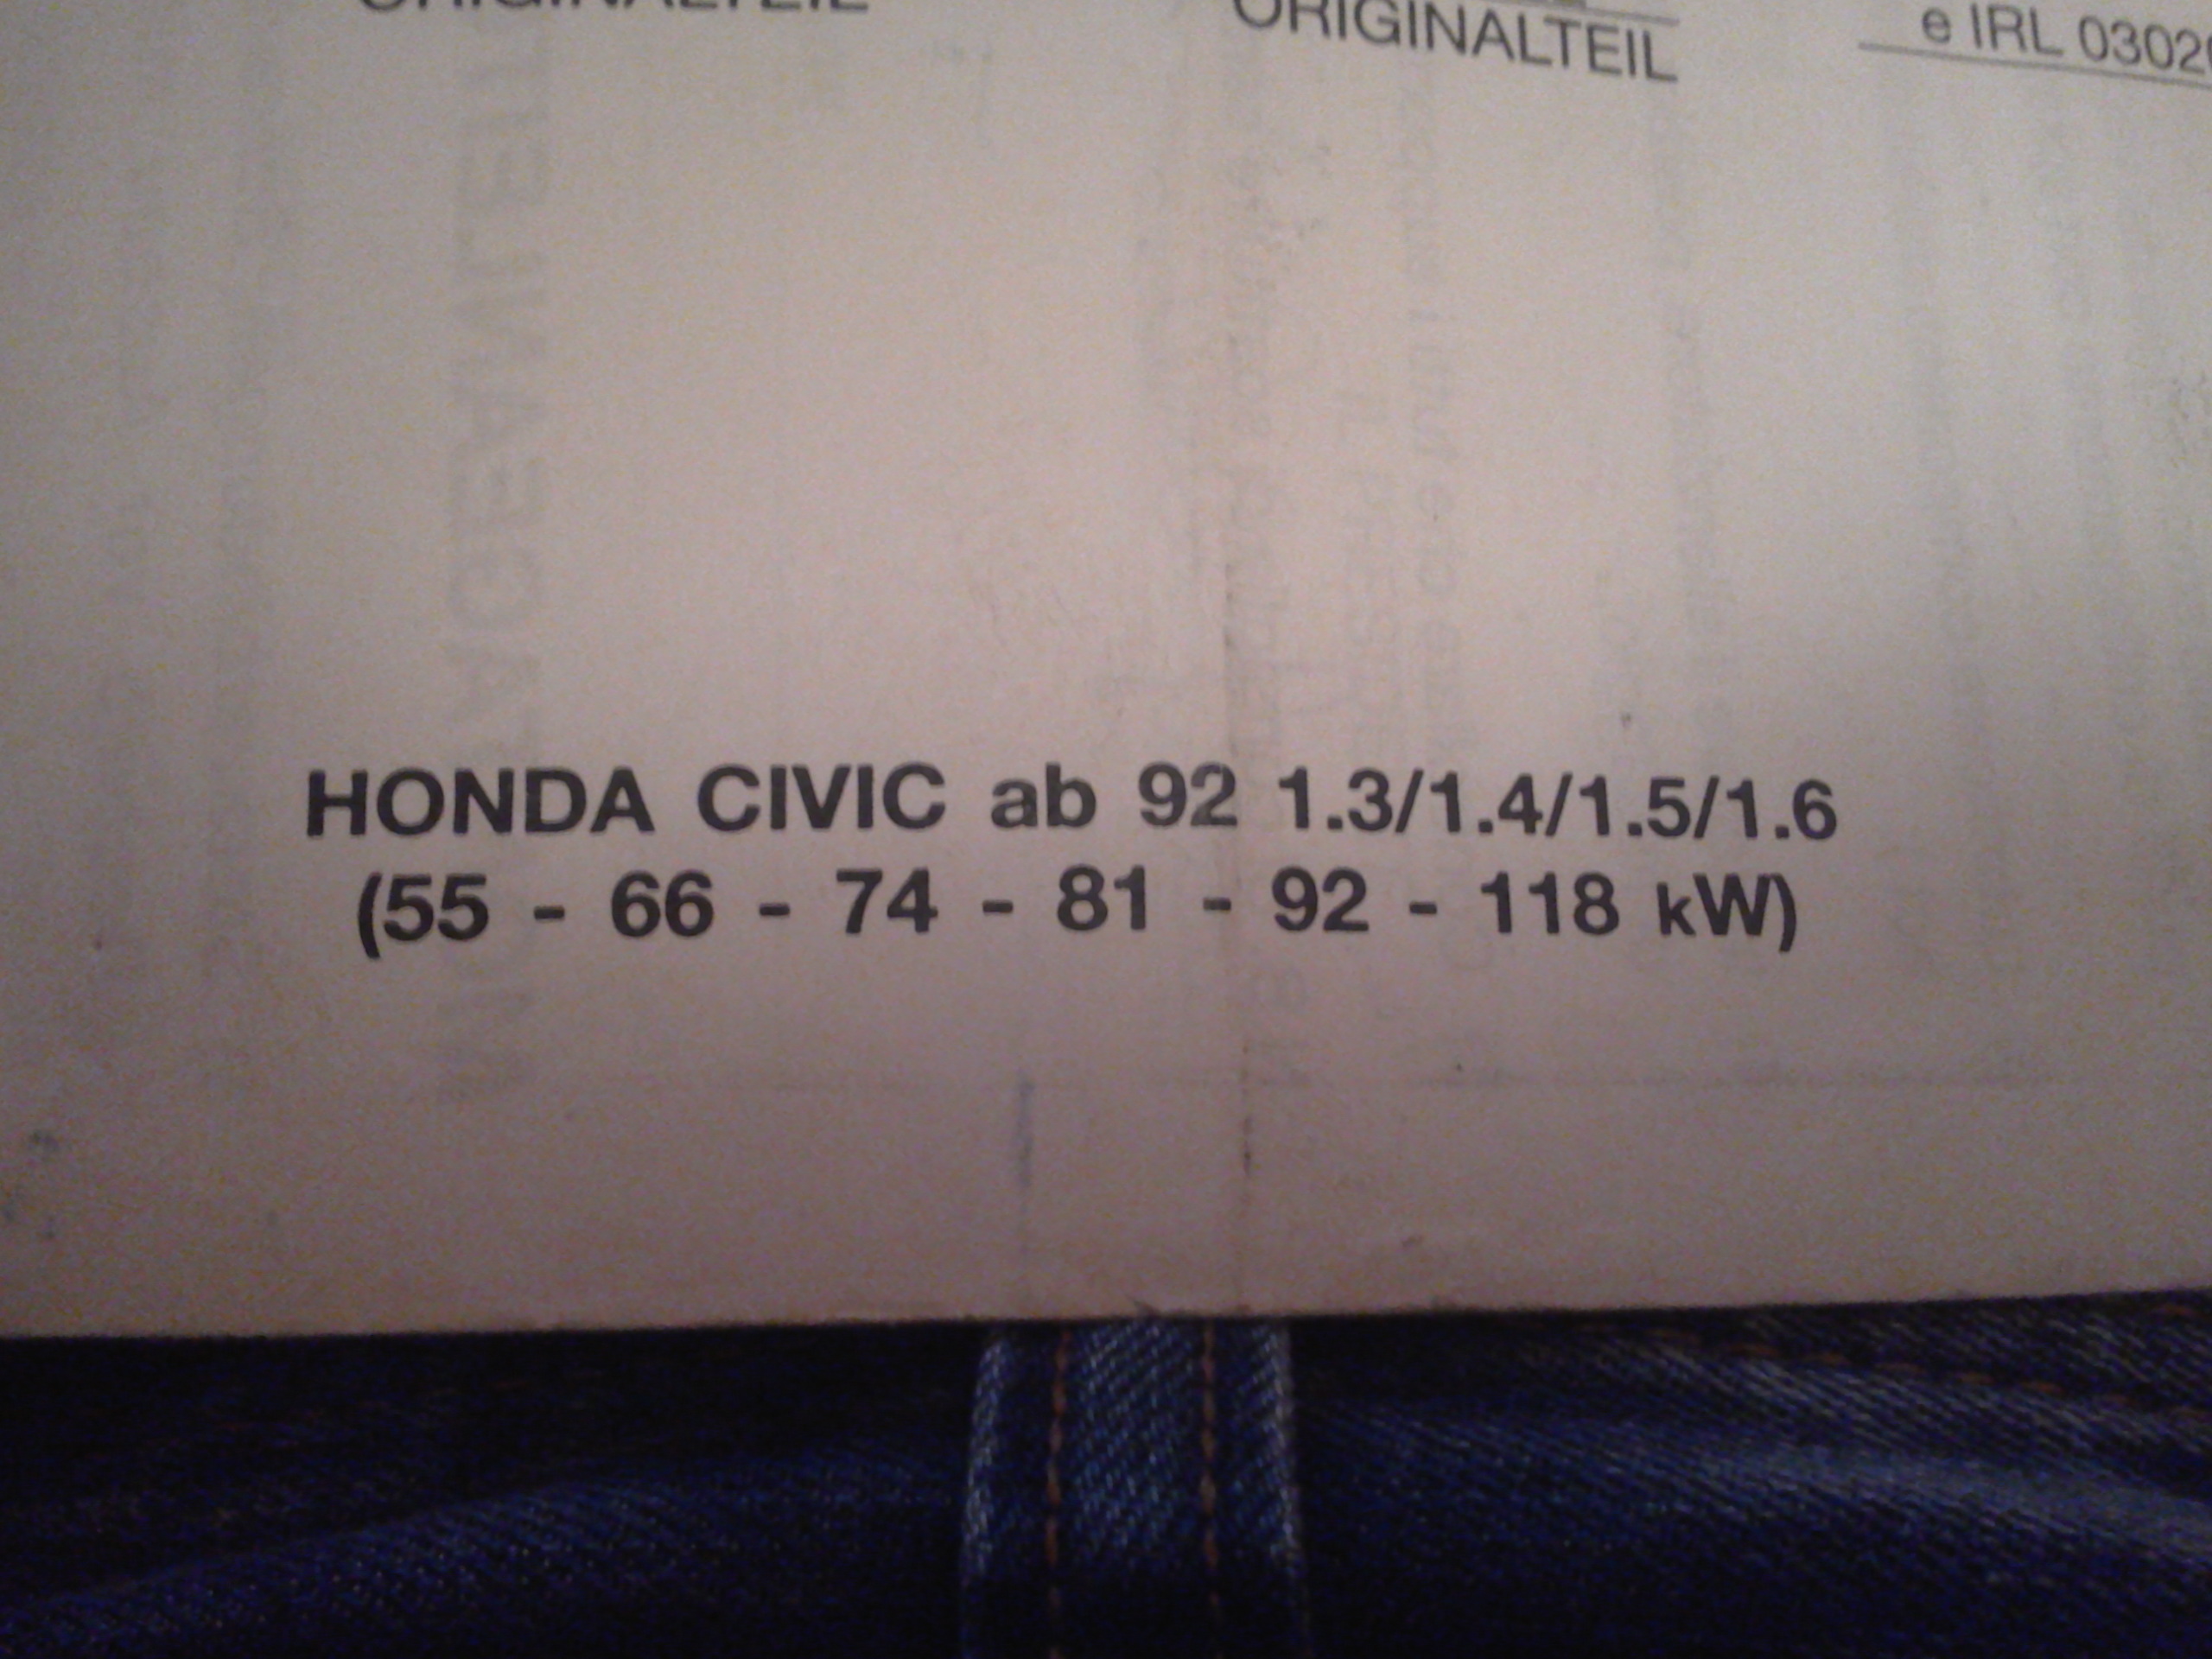 ORIGINALTEIL
ORIGINALTEIL
e IRL 0302
HONDA CIVIC ab 92 1.3/1.4/1.5/1.6
(55 - 66 - 74 - 81 - 92 - 118 kW)